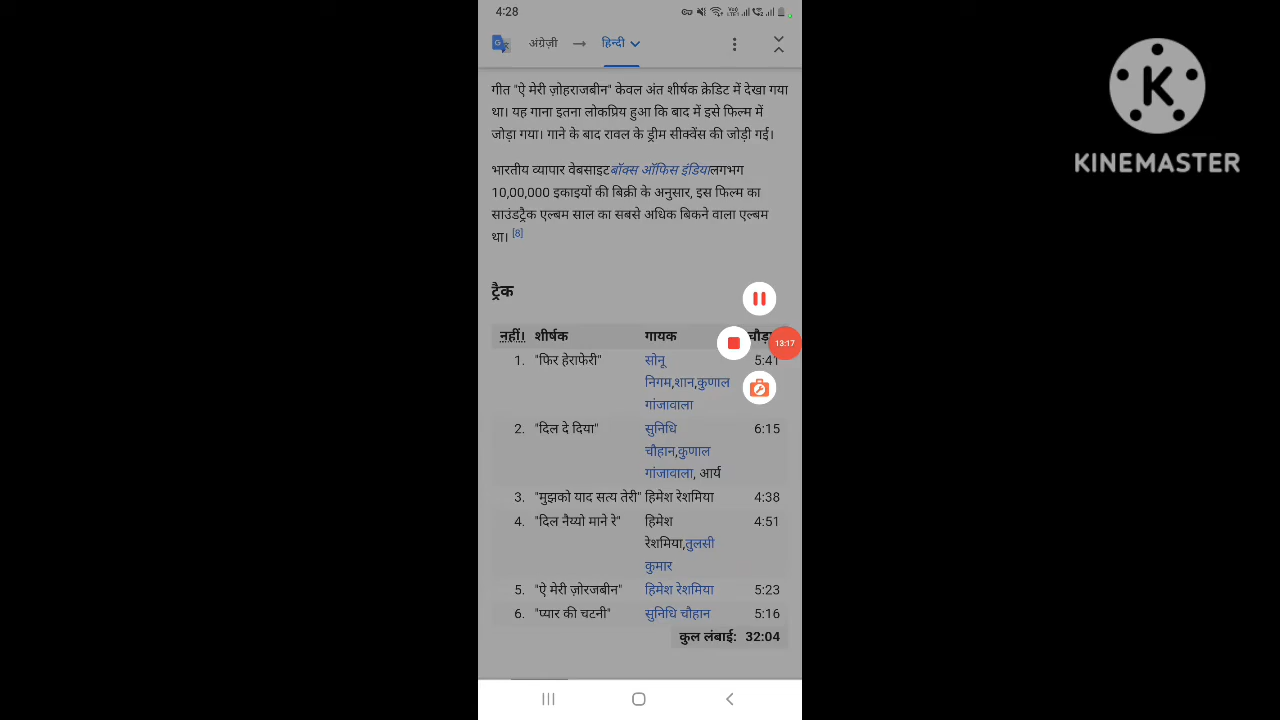 4:28
अंग्रेज़ी → हिन्दी
गीत "ऐ मेरी ज़ोहराजबीन" केवल अंत शीर्षक क्रेडिट में देखा गया
था। यह गाना इतना लोकप्रिय हुआ कि बाद में इसे फिल्म में
जोड़ा गया। गाने के बाद रावल के ड्रीम सीक्वेंस की जोड़ी गई।
भारतीय व्यापार वेबसाइटबॉक्स ऑफिस इंडियालगभग
10,00,000 इकाइयों की बिक्री के अनुसार, इस फिल्म का
साउंडट्रैक एल्बम साल का सबसे अधिक बिकने वाला एल्बम
था। [8]
ट्रैक
नहीं। शीर्षक गायक
1. "फिर हेराफेरी" सोनू 5:41
निगम,शान,कुणाल
गांजावाला
2. "दिल दे दिया" सुनिधि 6:15
चौहान,कुणाल
गांजावाला, आर्य
3. "मुझको याद सत्य तेरी" हिमेश रेशमिया 4:38
4. "दिल नैय्यो माने रे" हिमेश 4:51
रेशमिया,तुलसी
कुमार
5. "ऐ मेरी ज़ोरजबीन" हिमेश रेशमिया 5:23
6. "प्यार की चटनी" सुनिधि चौहान 5:16
कुल लंबाई: 32:04
13:17
K
KINEMASTER